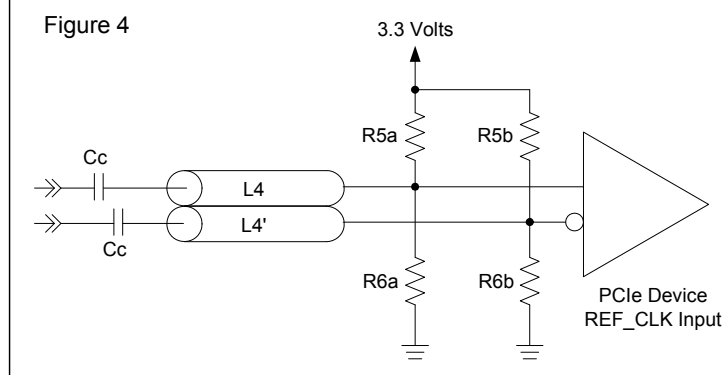 Figure 4
3.3 Volts
R5a
R5b
Cc
L4
L4'
Cc
R6a
R6b
PCIe Device
REF_CLK Input